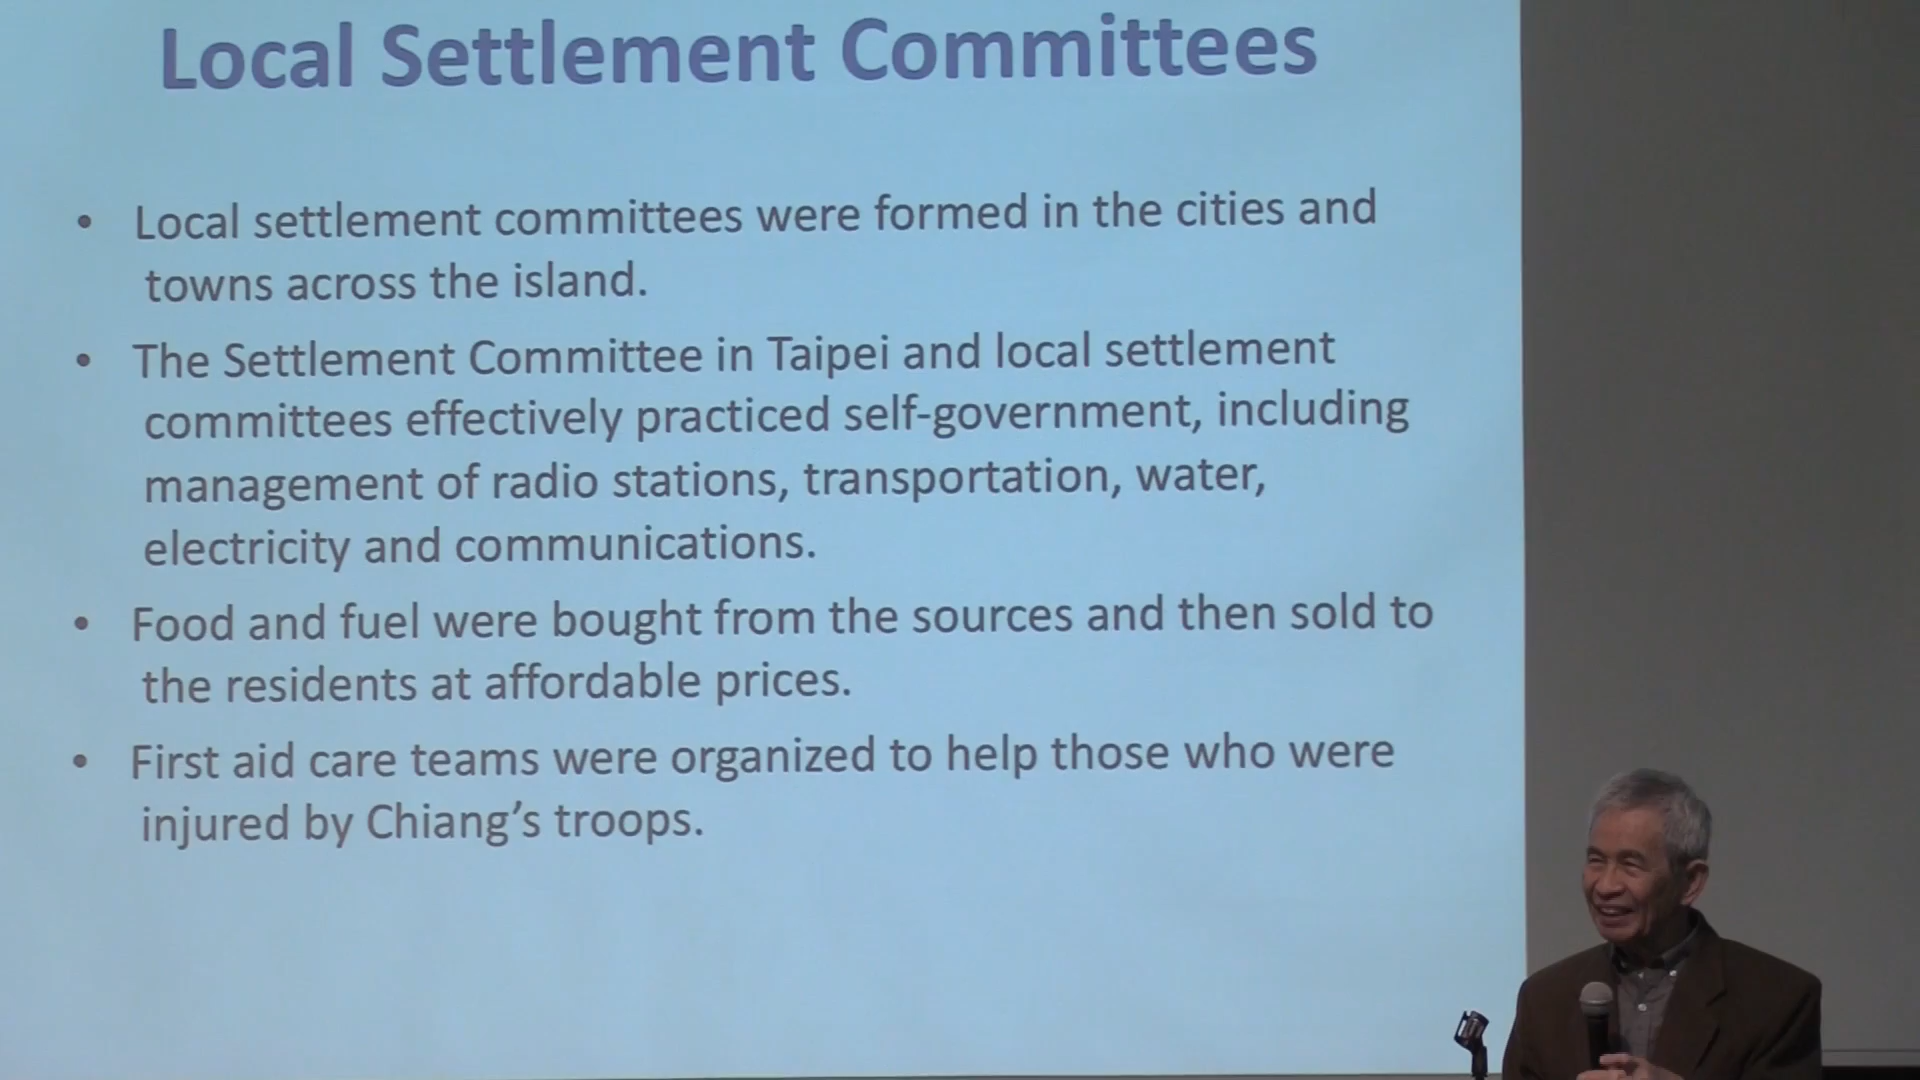 Local Settlement Committees
• Local settlement committees were formed in the cities and
towns across the island.
• The Settlement Committee in Taipei and local settlement
committees effectively practiced self-government, including
management of radio stations, transportation, water,
electricity and communications.
• Food and fuel were bought from the sources and then sold to
the residents at affordable prices.
• First aid care teams were organized to help those who were
injured by Chiang's troops.